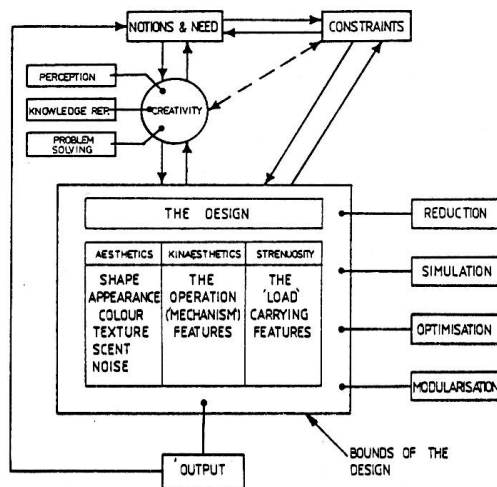 NOTIONS & NEED
CONSTRAINTS
PERCEPTION
KNOWLEDGE REP.
PROBLEM
SOLVING
CREATIVITY
THE DESIGN
AESTHETICS
SHAPE
APPEARANCE
COLOUR
TEXTURE
SCENT
NOISE
KINAESTHETICS
THE
OPERATION
(MECHANISM)
FEATURES
STRENUOSITY
THE
'LOAD'
CARRYING
FEATURES
REDUCTION
SIMULATION
OPTIMISATION
MODULARISATION
BOUNDS OF THE
DESIGN
OUTPUT